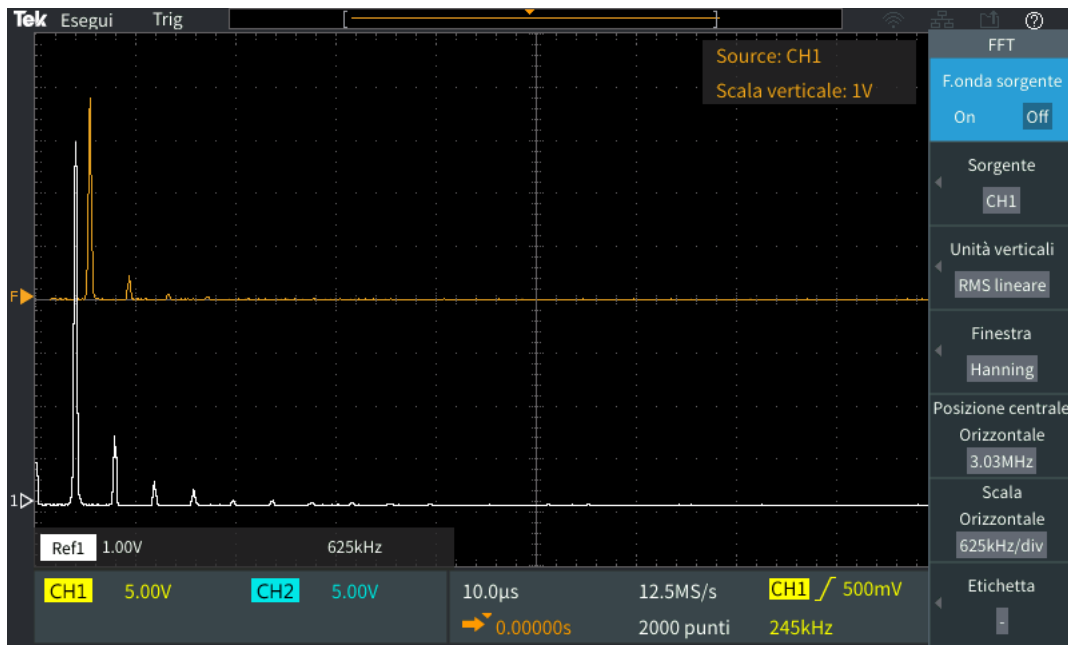 Tek Esegui Trig
Source: CH1
Scala verticale: 1V
F
1
Ref1 1.00V 625kHz
CH1 5.00V CH2 5.00V 10.0µs 12.5MS/s CH1 500mV
0.00000s 2000 punti 245kHz
FFT
F.onda sorgente
On Off
Sorgente
CH1
Unità verticali
RMS lineare
Finestra
Hanning
Posizione centrale
Orizzontale
3.03MHz
Scala
Orizzontale
625kHz/div
Etichetta
-